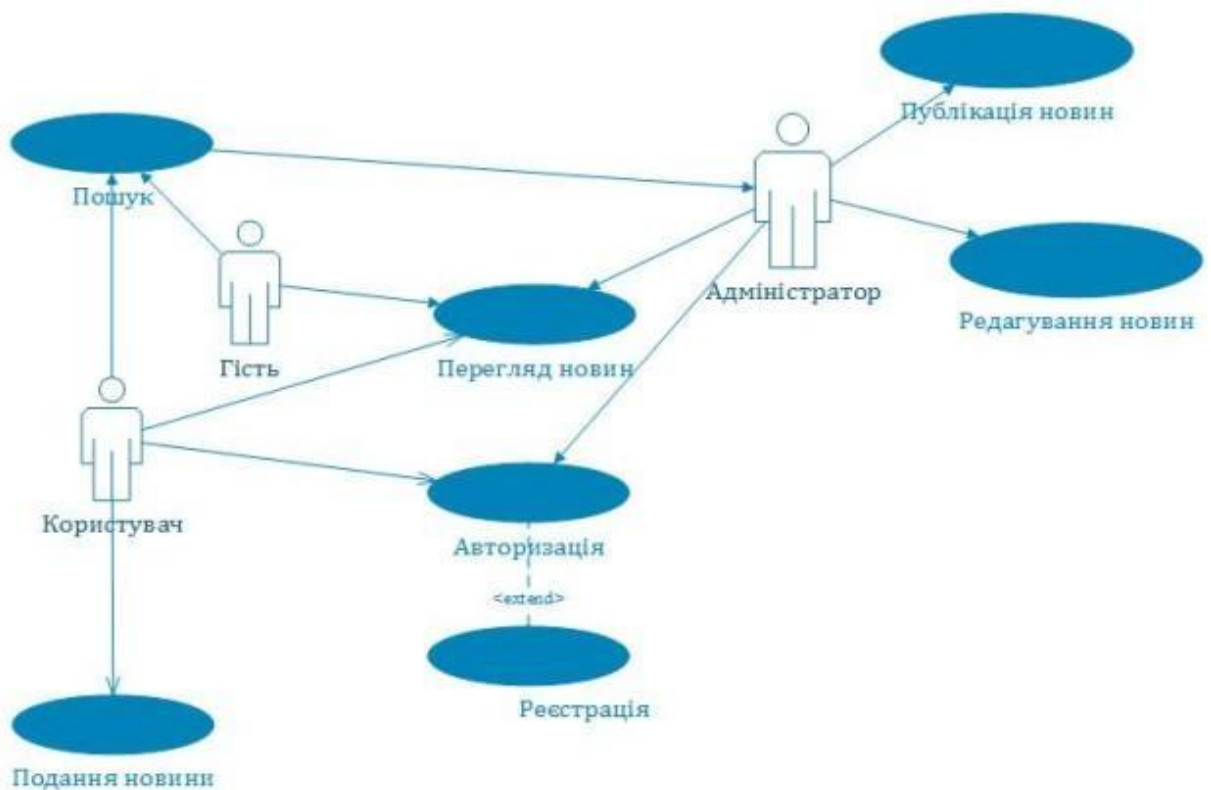 Публікація новин
Пошук
Адміністратор
Редагування новин
Гість
Перегляд новин
Користувач
Авторизація
<extend>
Реєстрація
Подання новини